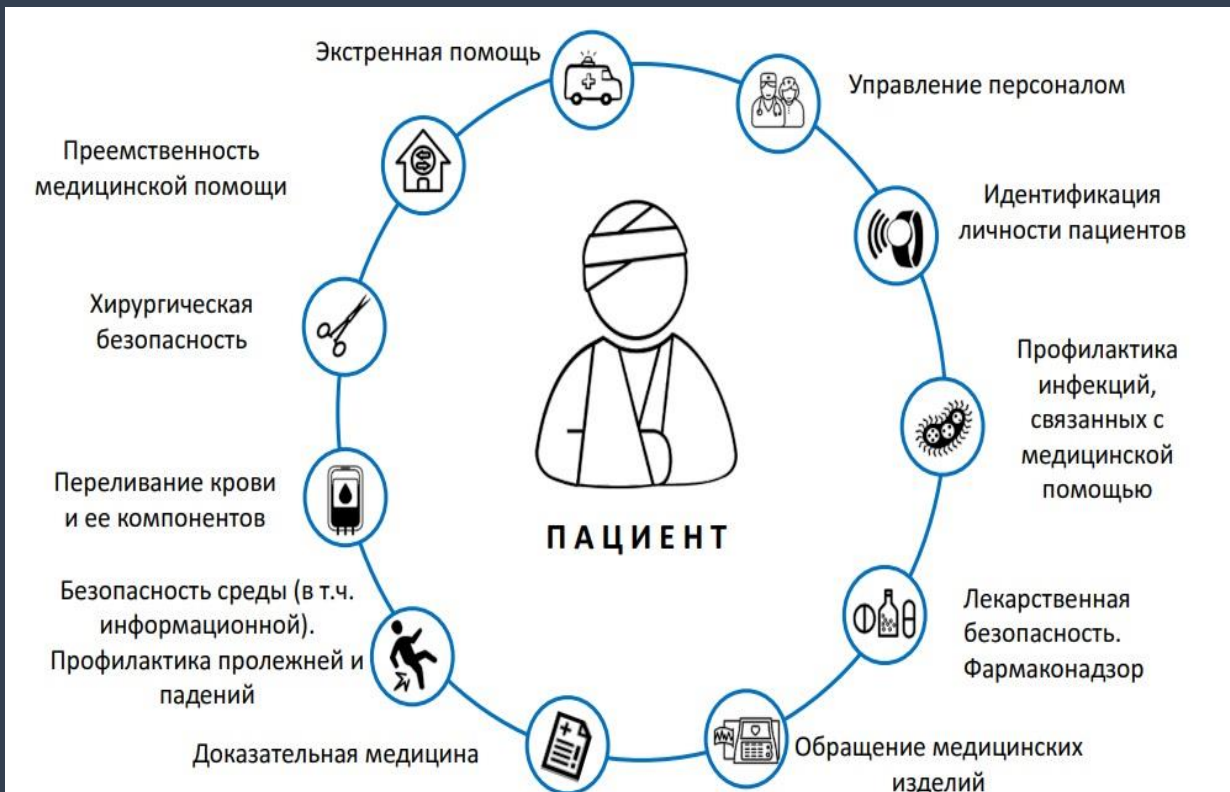 Экстренная помощь
Управление персоналом
Преемственность
медицинской помощи
Идентификация
личности пациентов
Хирургическая
безопасность
Профилактика
инфекций,
связанных с
медицинской
помощью
Переливание крови
и ее компонентов
ПАЦИЕНТ
Безопасность среды (в т.ч.
информационной).
Профилактика пролежней и
падений
Лекарственная
безопасность.
Фармаконадзор
Доказательная медицина
Обращение медицинских
изделий